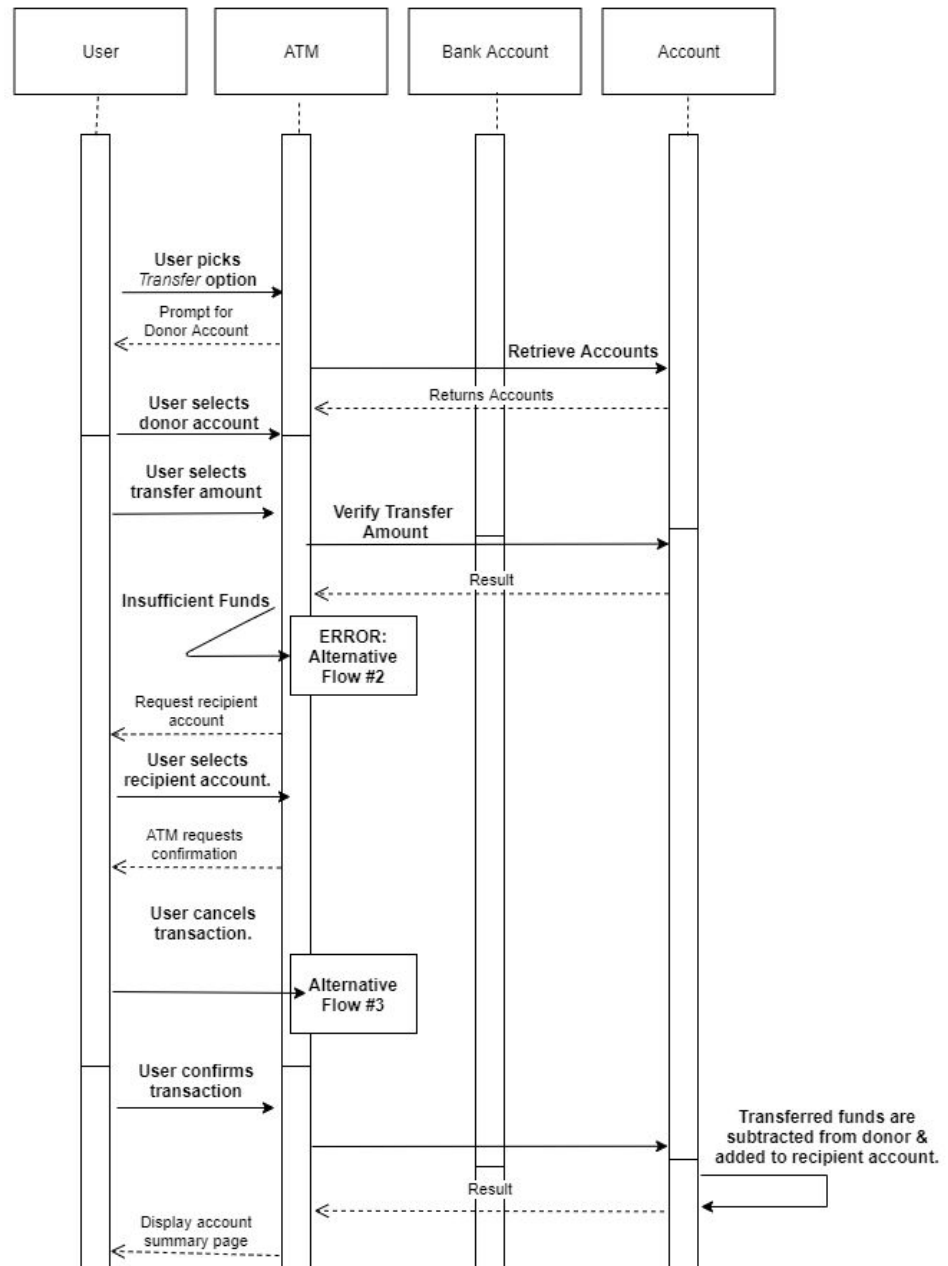 User
ATM
Bank Account
Account
User picks
Transfer option
Prompt for
Donor Account
Retrieve Accounts
Returns Accounts
User selects
donor account
User selects
transfer amount
Verify Transfer
Amount
Result
Insufficient Funds
ERROR:
Alternative
Flow #2
Request recipient
account
User selects
recipient account.
ATM requests
confirmation
User cancels
transaction.
Alternative
Flow #3
User confirms
transaction
Transferred funds are
subtracted from donor &
added to recipient account.
Result
Display account
summary page